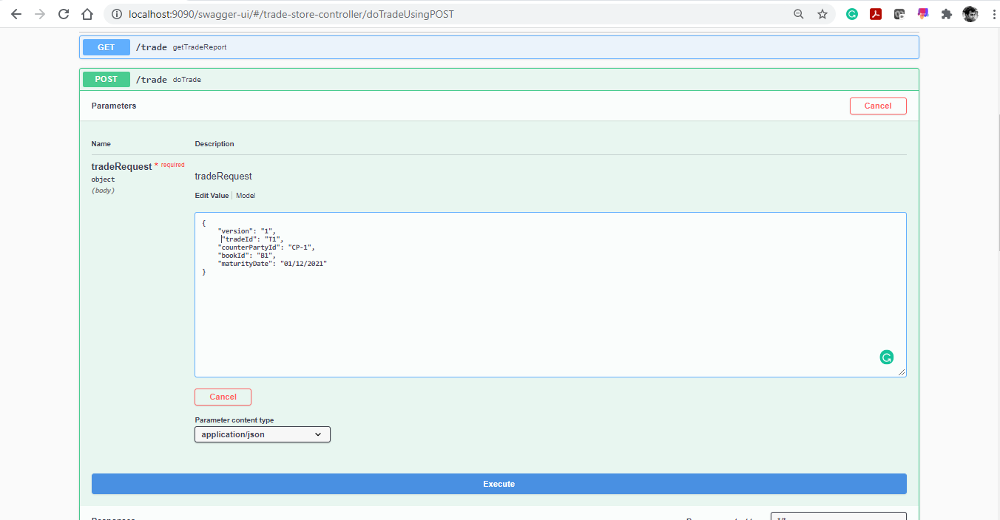 localhost:9090/swagger-ui/#/trade-store-controller/doTradeUsingPOST
GET /trade getTradeReport
POST /trade doTrade
Parameters Cancel
Name Description
tradeRequest * required
object
(body)
tradeRequest
Edit Value | Model
{
"version": "1",
"tradeId": "T1",
"counterPartyId": "CP-1",
"bookId": "B1",
"maturityDate": "01/12/2021"
}
Cancel
Parameter content type
application/json
Execute
Responses